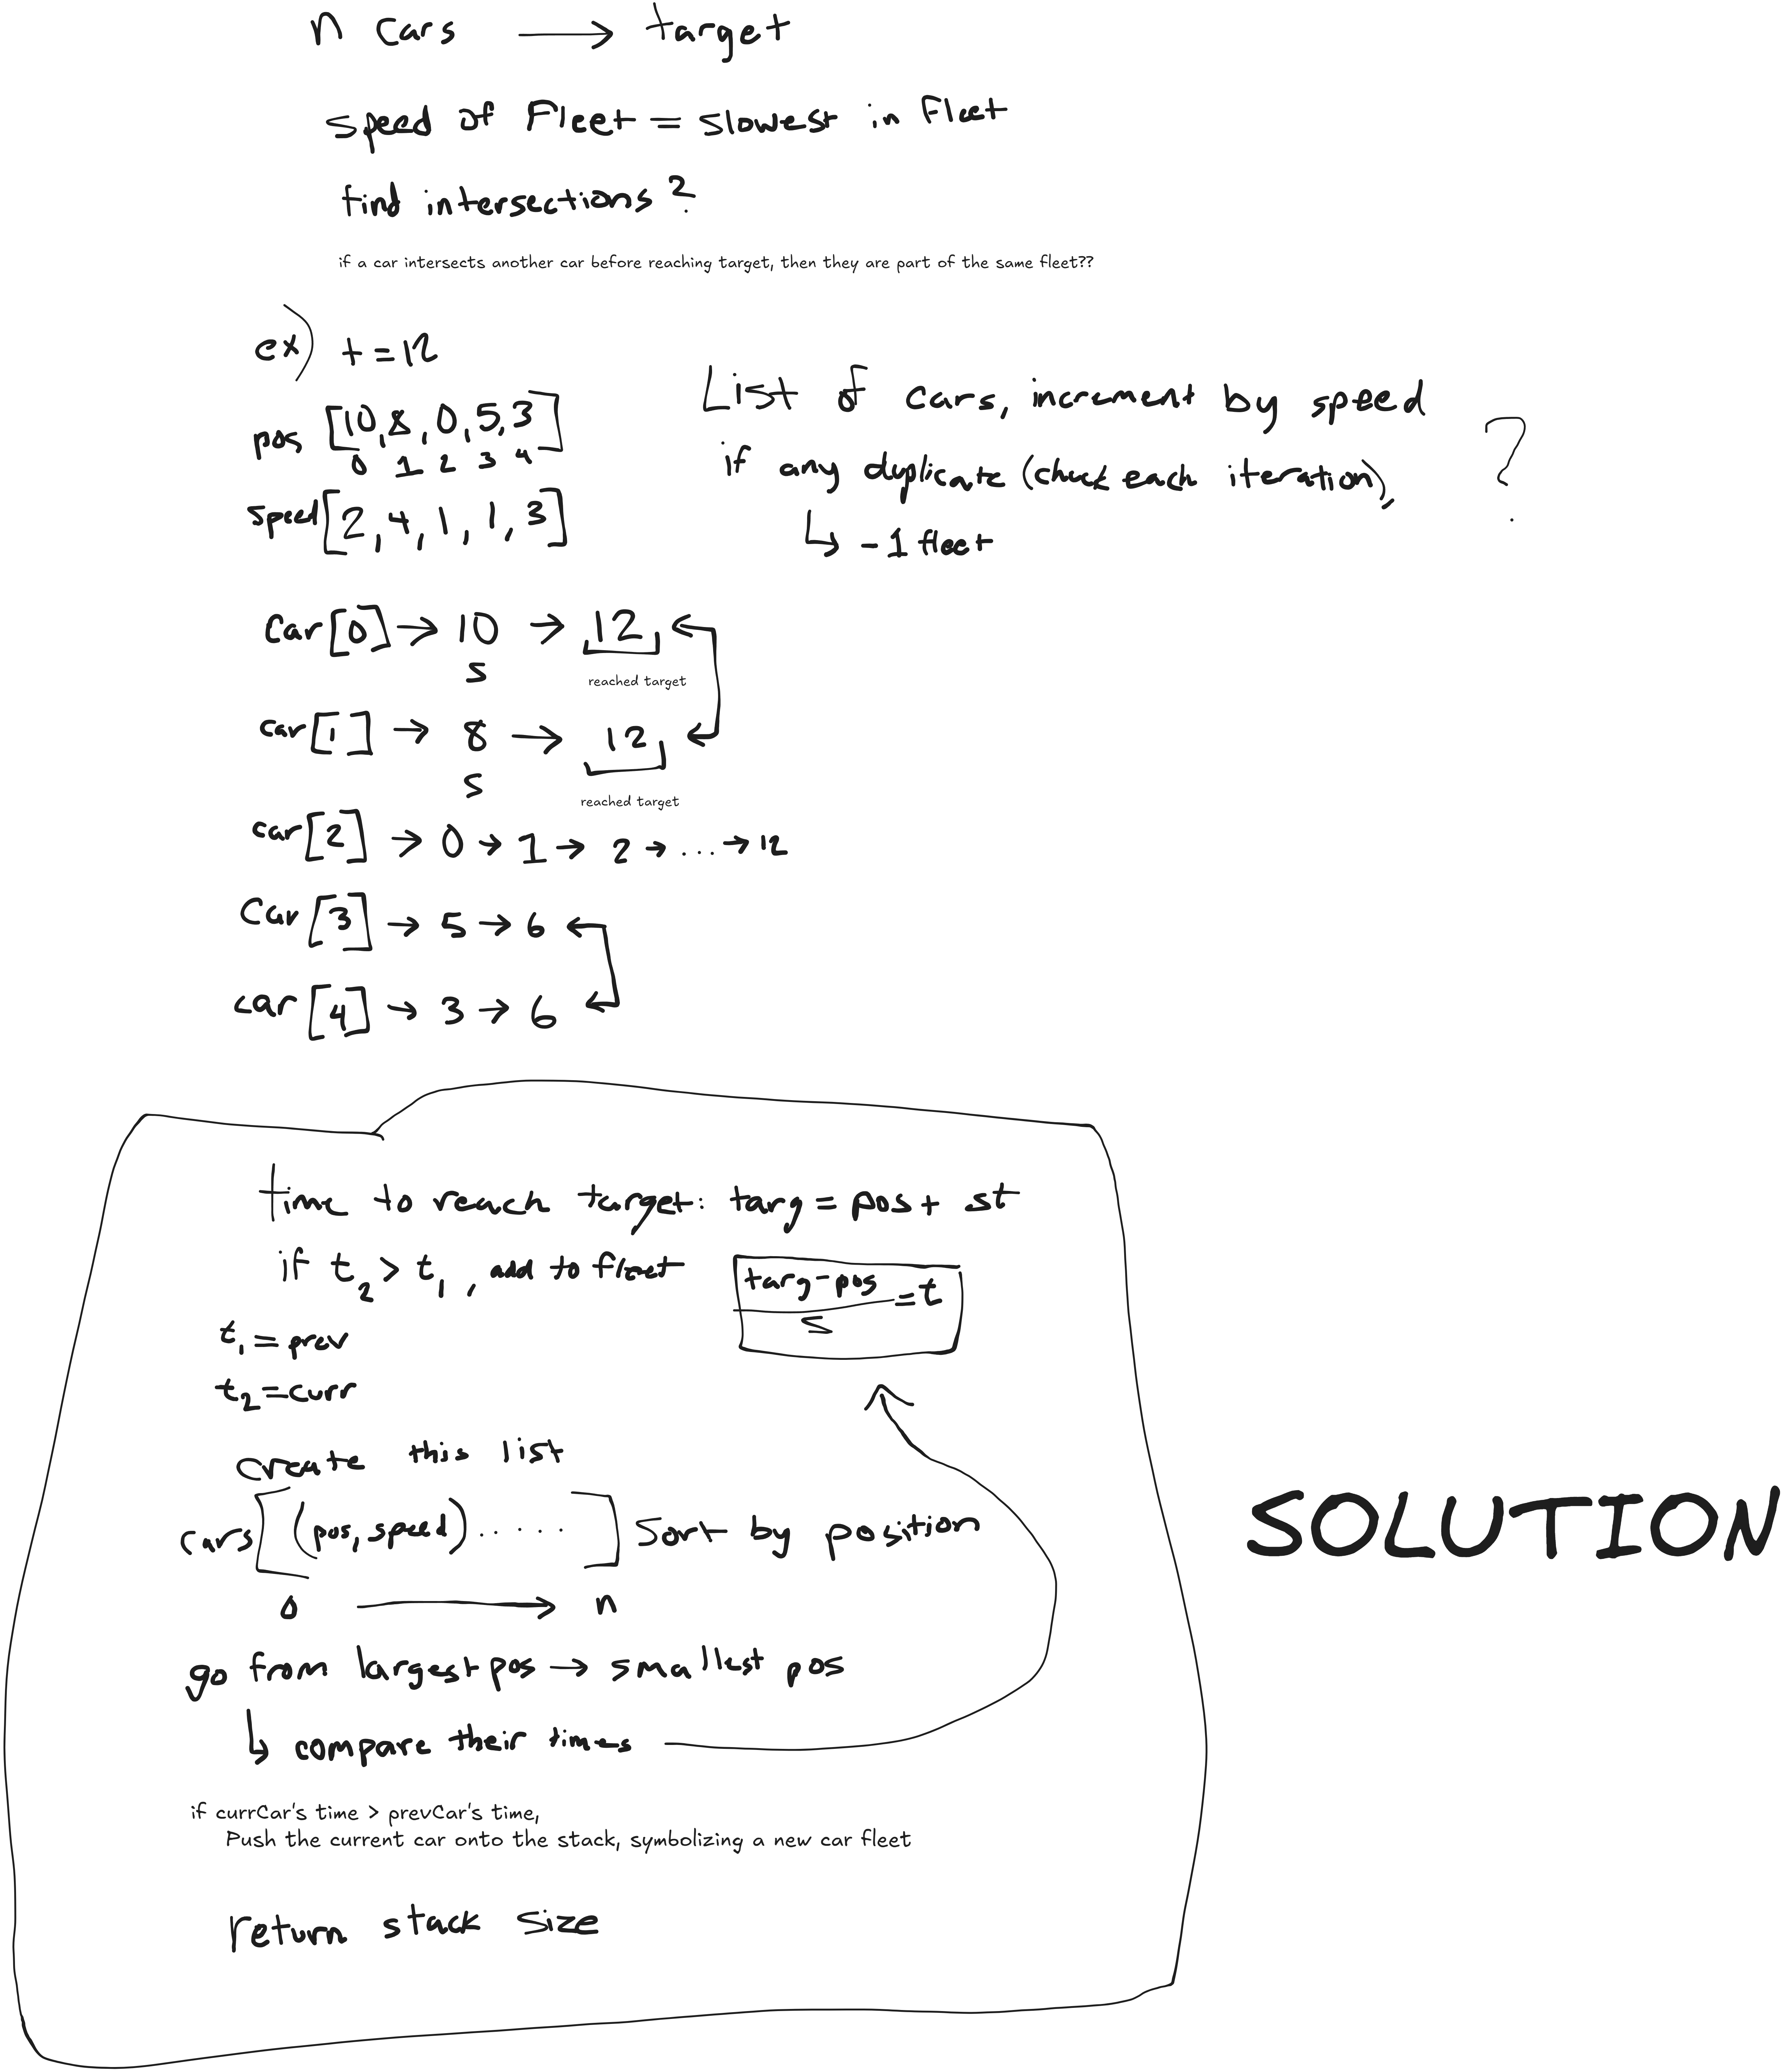 n cars → target
speed of Fleet = slowest in Fleet
find intersections?
if a car intersects another car before reaching target, then they are part of the same fleet??
ex) t = 12
pos [10, 8, 0, 5, 3]
0 1 2 3 4
speed [2, 4, 1, 1, 3]
List of cars, increment by speed
if any duplicate (check each iteration),
↳ -1 fleet
?
car[0] → 10 → 12
s
reached target
car[1] → 8 → 12
s
reached target
car[2] → 0 → 1 → 2 → ... → 12
Car[3] → 5 → 6
car[4] → 3 → 6
time to reach target: targ = pos + st
if t2 > t1, add to fleet
targ - pos / s = t
t1 = prev
t2 = curr
create this list
cars [(pos, speed) ..... ] Sort by position
0 → n
go from largest pos → smallest pos
↳ compare their times
if currCar's time > prevCar's time,
Push the current car onto the stack, symbolizing a new car fleet
return stack size
SOLUTION